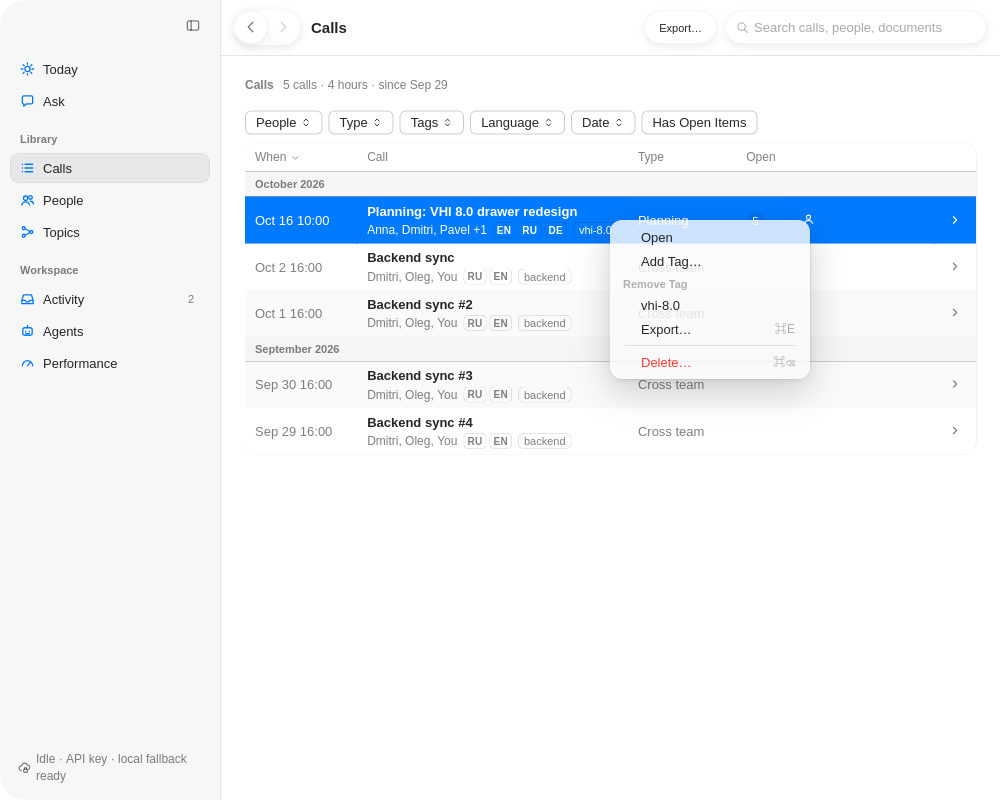 Calls
Export…
Search calls, people, documents
Today
Ask
Library
Calls
People
Topics
Workspace
Activity 2
Agents
Performance
Idle · API key · local fallback
ready
Calls 5 calls · 4 hours · since Sep 29
People Type Tags Language Date Has Open Items
When Call Type Open
October 2026
Oct 16 10:00
Planning: VHI 8.0 drawer redesign
Anna, Dmitri, Pavel +1 EN RU DE vhi-8.0
Planning 5
Oct 2 16:00
Backend sync
Dmitri, Oleg, You RU EN backend
Cross team
Oct 1 16:00
Backend sync #2
Dmitri, Oleg, You RU EN backend
Cross team
September 2026
Sep 30 16:00
Backend sync #3
Dmitri, Oleg, You RU EN backend
Cross team
Sep 29 16:00
Backend sync #4
Dmitri, Oleg, You RU EN backend
Cross team
Open
Add Tag…
Remove Tag
vhi-8.0
Export… ⌘E
Delete… ⌘⌫